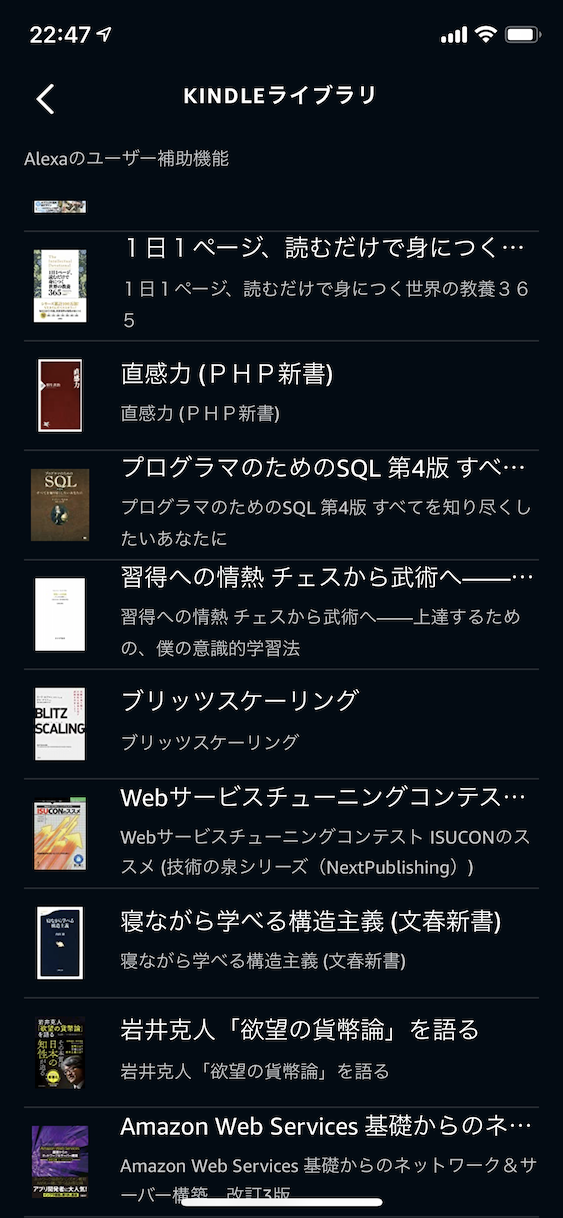 22:47
KINDLEライブラリ
Alexaのユーザー補助機能
１日１ページ、読むだけで身につく…
１日１ページ、読むだけで身につく世界の教養３６
５
直感力 (ＰＨＰ新書)
直感力 (ＰＨＰ新書)
SQL
プログラマのためのSQL 第4版 すべ…
プログラマのためのSQL 第4版 すべてを知り尽くし
たいあなたに
習得への情熱 チェスから武術へ――…
習得への情熱 チェスから武術へ――上達するため
の、僕の意識的学習法
BLITZ
SCALING
ブリッツスケーリング
ブリッツスケーリング
ISUCONのススメ
Webサービスチューニングコンテス…
Webサービスチューニングコンテスト ISUCONのス
スメ (技術の泉シリーズ（NextPublishing）)
寝ながら学べる構造主義 (文春新書)
寝ながら学べる構造主義 (文春新書)
岩井克人「欲望の貨幣論」を語る
岩井克人「欲望の貨幣論」を語る
Amazon Web Services 基礎からのネ…
Amazon Web Services 基礎からのネットワーク＆サ
ーバー構築　改訂3版